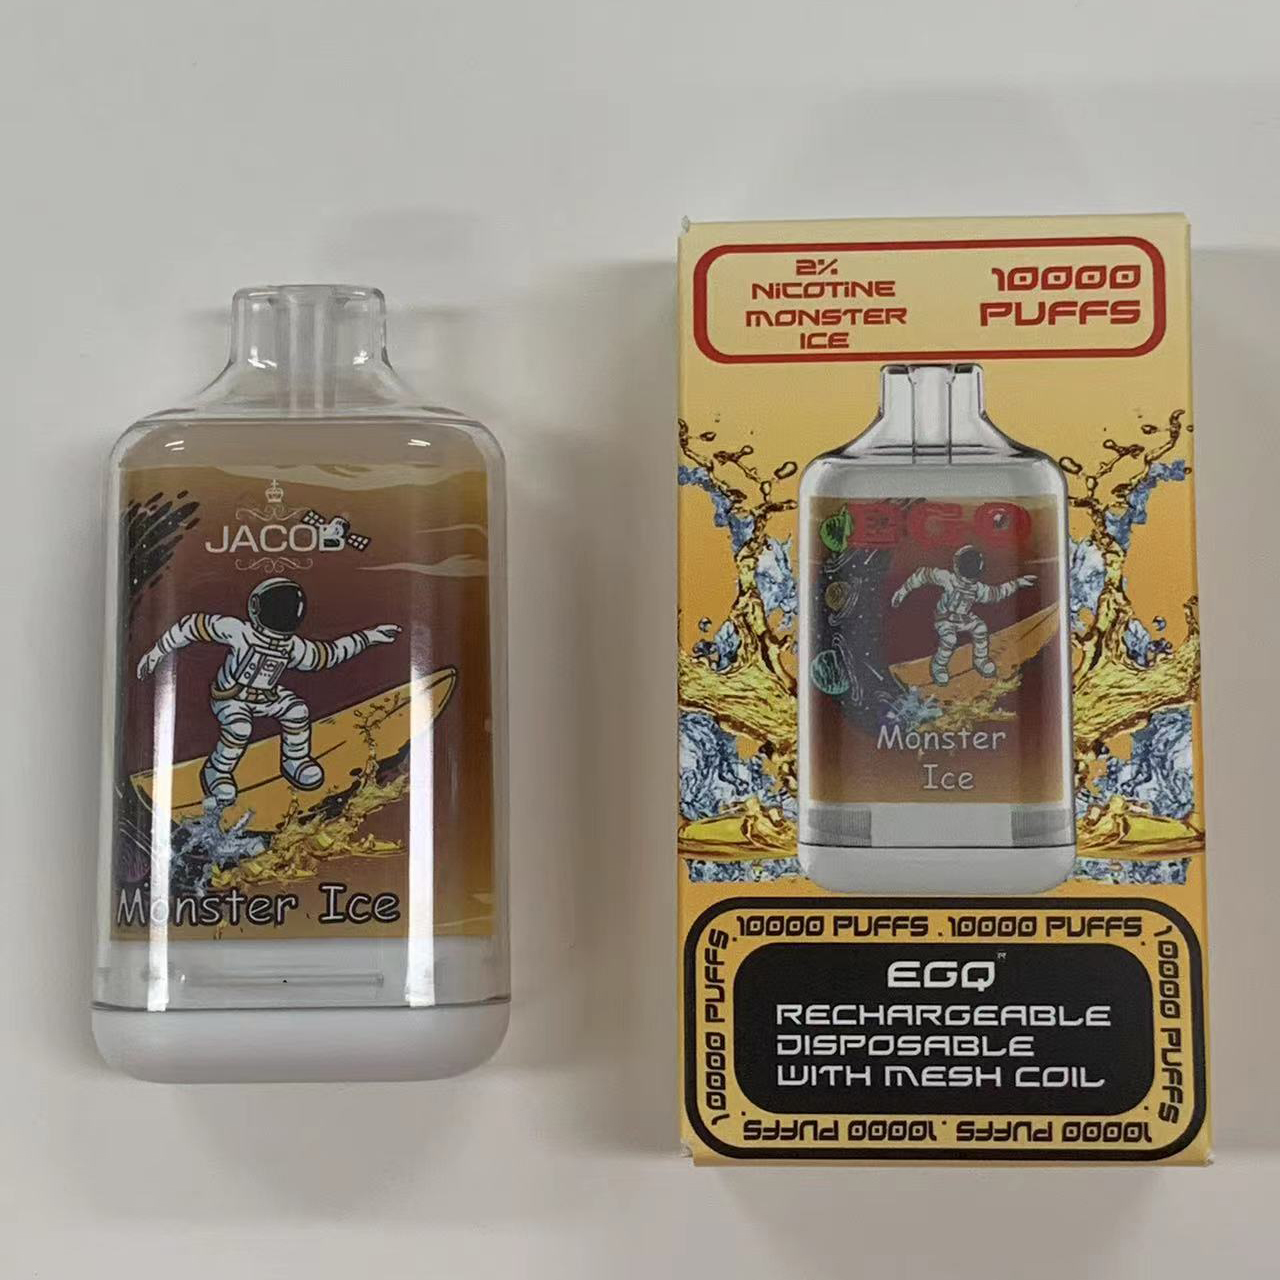 JACOB
Monster Ice
2%
NICOTINE
MONSTER
ICE
10000
PUFFS
EGQ
Monster
Ice
10000 PUFFS . 10000 PUFFS .
10000 PUFFS
10000 PUFFS . 10000 PUFFS .
10000 PUFFS
EGQ
RECHARGEABLE
DISPOSABLE
WITH MESH COIL